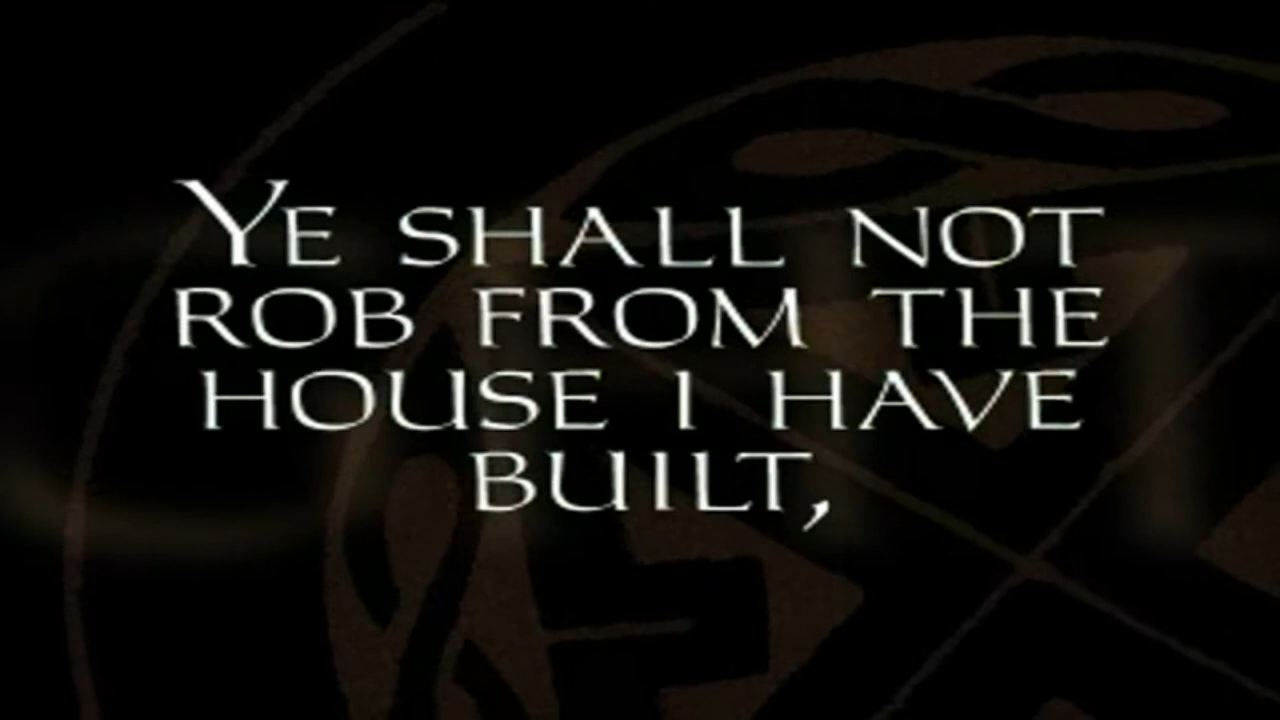 Ye shall not
rob from the
house I have
built,